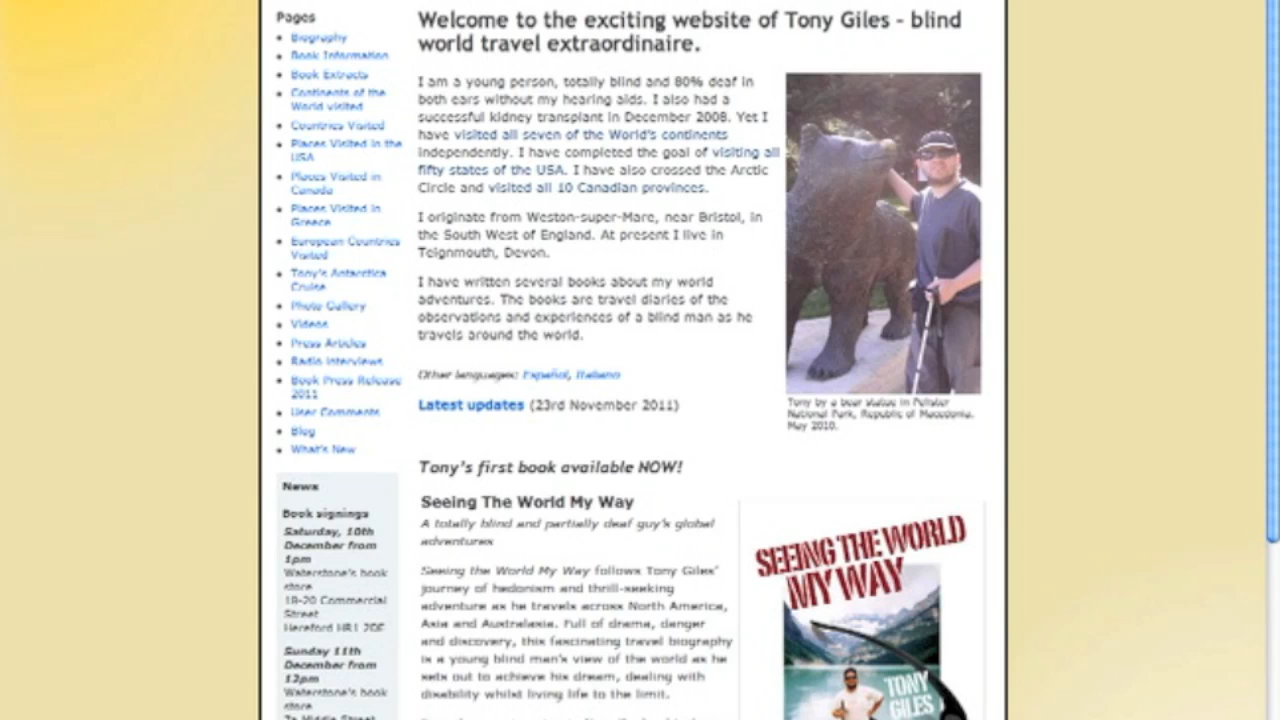 Pages
Biography
Book Information
Book Extracts
Continents of the
World visited
Countries Visited
Places Visited in the
USA
Places Visited in
Canada
Places Visited in
Greece
European Countries
Visited
Tony's Antarctica
Cruise
Photo Gallery
Videos
Press Articles
Radio Interviews
Book Press Release
2011
User Comments
Blog
What's New
News
Book signings
Saturday, 10th
December from
1pm
Waterstone's book
store
18-20 Commercial
Street
Hereford HR1 2DE
Sunday 11th
December from
12pm
Waterstone's book
store
Welcome to the exciting website of Tony Giles - blind
world travel extraordinaire.
I am a young person, totally blind and 80% deaf in
both ears without my hearing aids. I also had a
successful kidney transplant in December 2008. Yet I
have visited all seven of the World's continents
independently. I have completed the goal of visiting all
fifty states of the USA. I have also crossed the Arctic
Circle and visited all 10 Canadian provinces.
I originate from Weston-super-Mare, near Bristol, in
the South West of England. At present I live in
Teignmouth, Devon.
I have written several books about my world
adventures. The books are travel diaries of the
observations and experiences of a blind man as he
travels around the world.
Other languages: Español, Italiano
Latest updates (23rd November 2011)
Tony by a bear statue in Pelister
National Park, Republic of Macedonia.
May 2010.
Tony's first book available NOW!
Seeing The World My Way
A totally blind and partially deaf guy's global
adventures
Seeing the World My Way follows Tony Giles'
journey of hedonism and thrill-seeking
adventure as he travels across North America,
Asia and Australasia. Full of drama, danger
and discovery, this fascinating travel biography
is a young blind man's view of the world as he
sets out to achieve his dream, dealing with
disability whilst living life to the limit.
SEEING THE WORLD
MY WAY
TONY
GILES